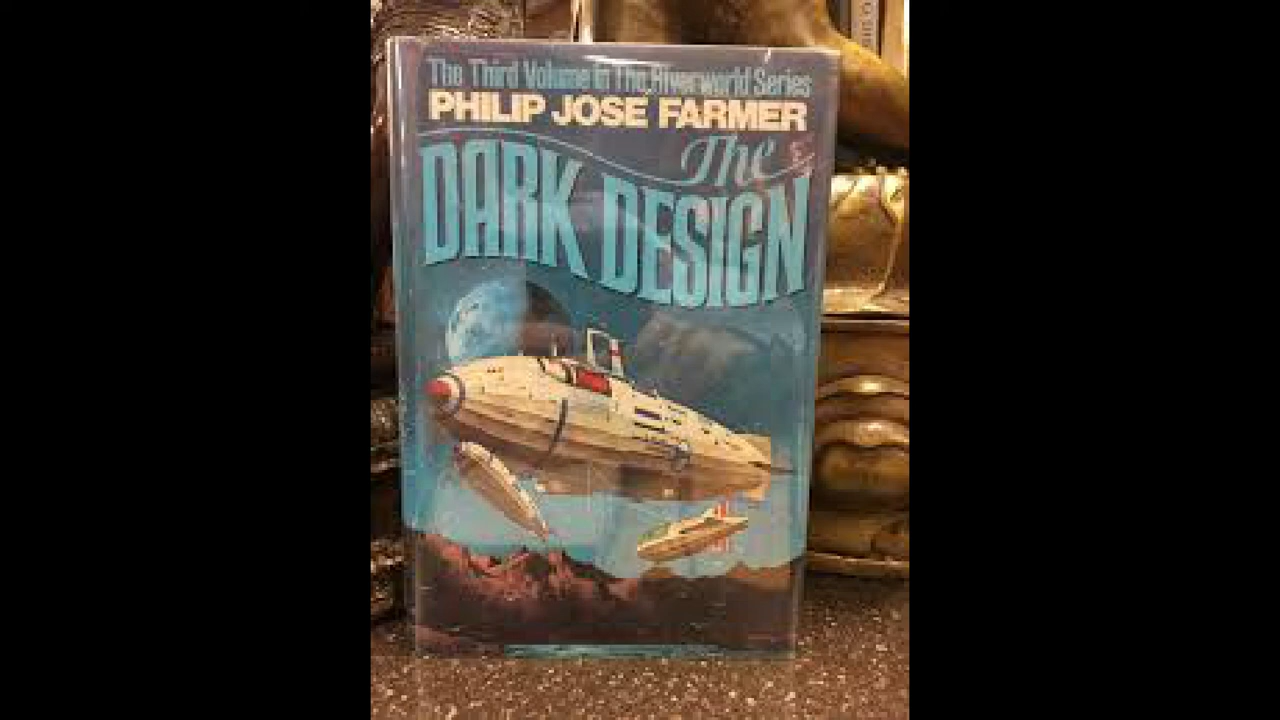 The Third Volume in The Riverworld Series
PHILIP JOSE FARMER
The
DARK DESIGN